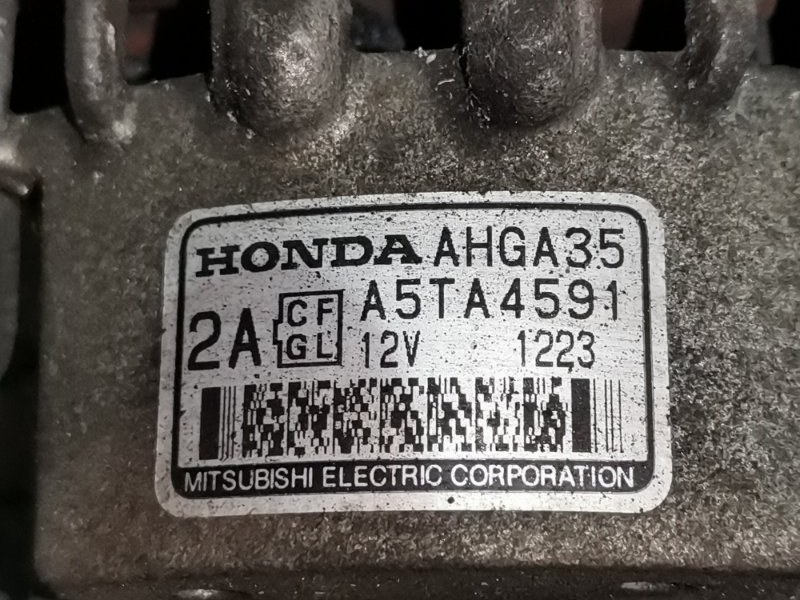 HONDA AHGA35
2A CF A5TA4591
GL 12V 1223
MITSUBISHI ELECTRIC CORPORATION